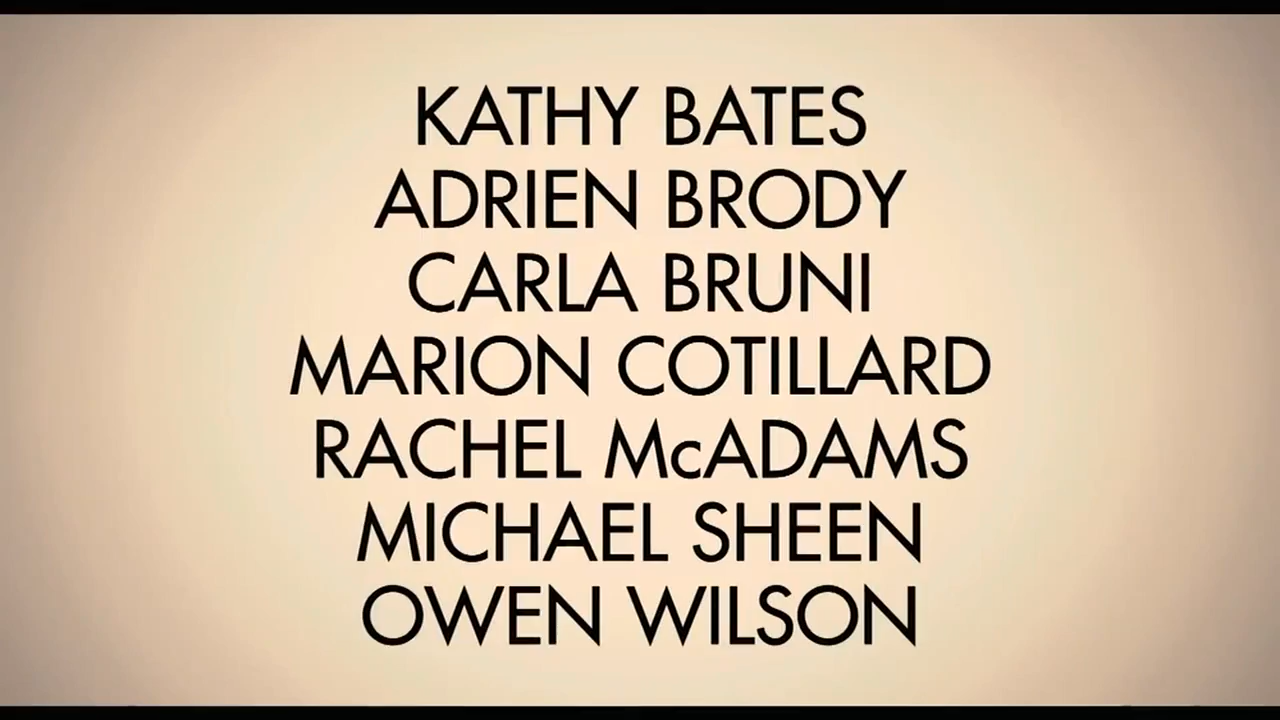 KATHY BATES
ADRIEN BRODY
CARLA BRUNI
MARION COTILLARD
RACHEL McADAMS
MICHAEL SHEEN
OWEN WILSON